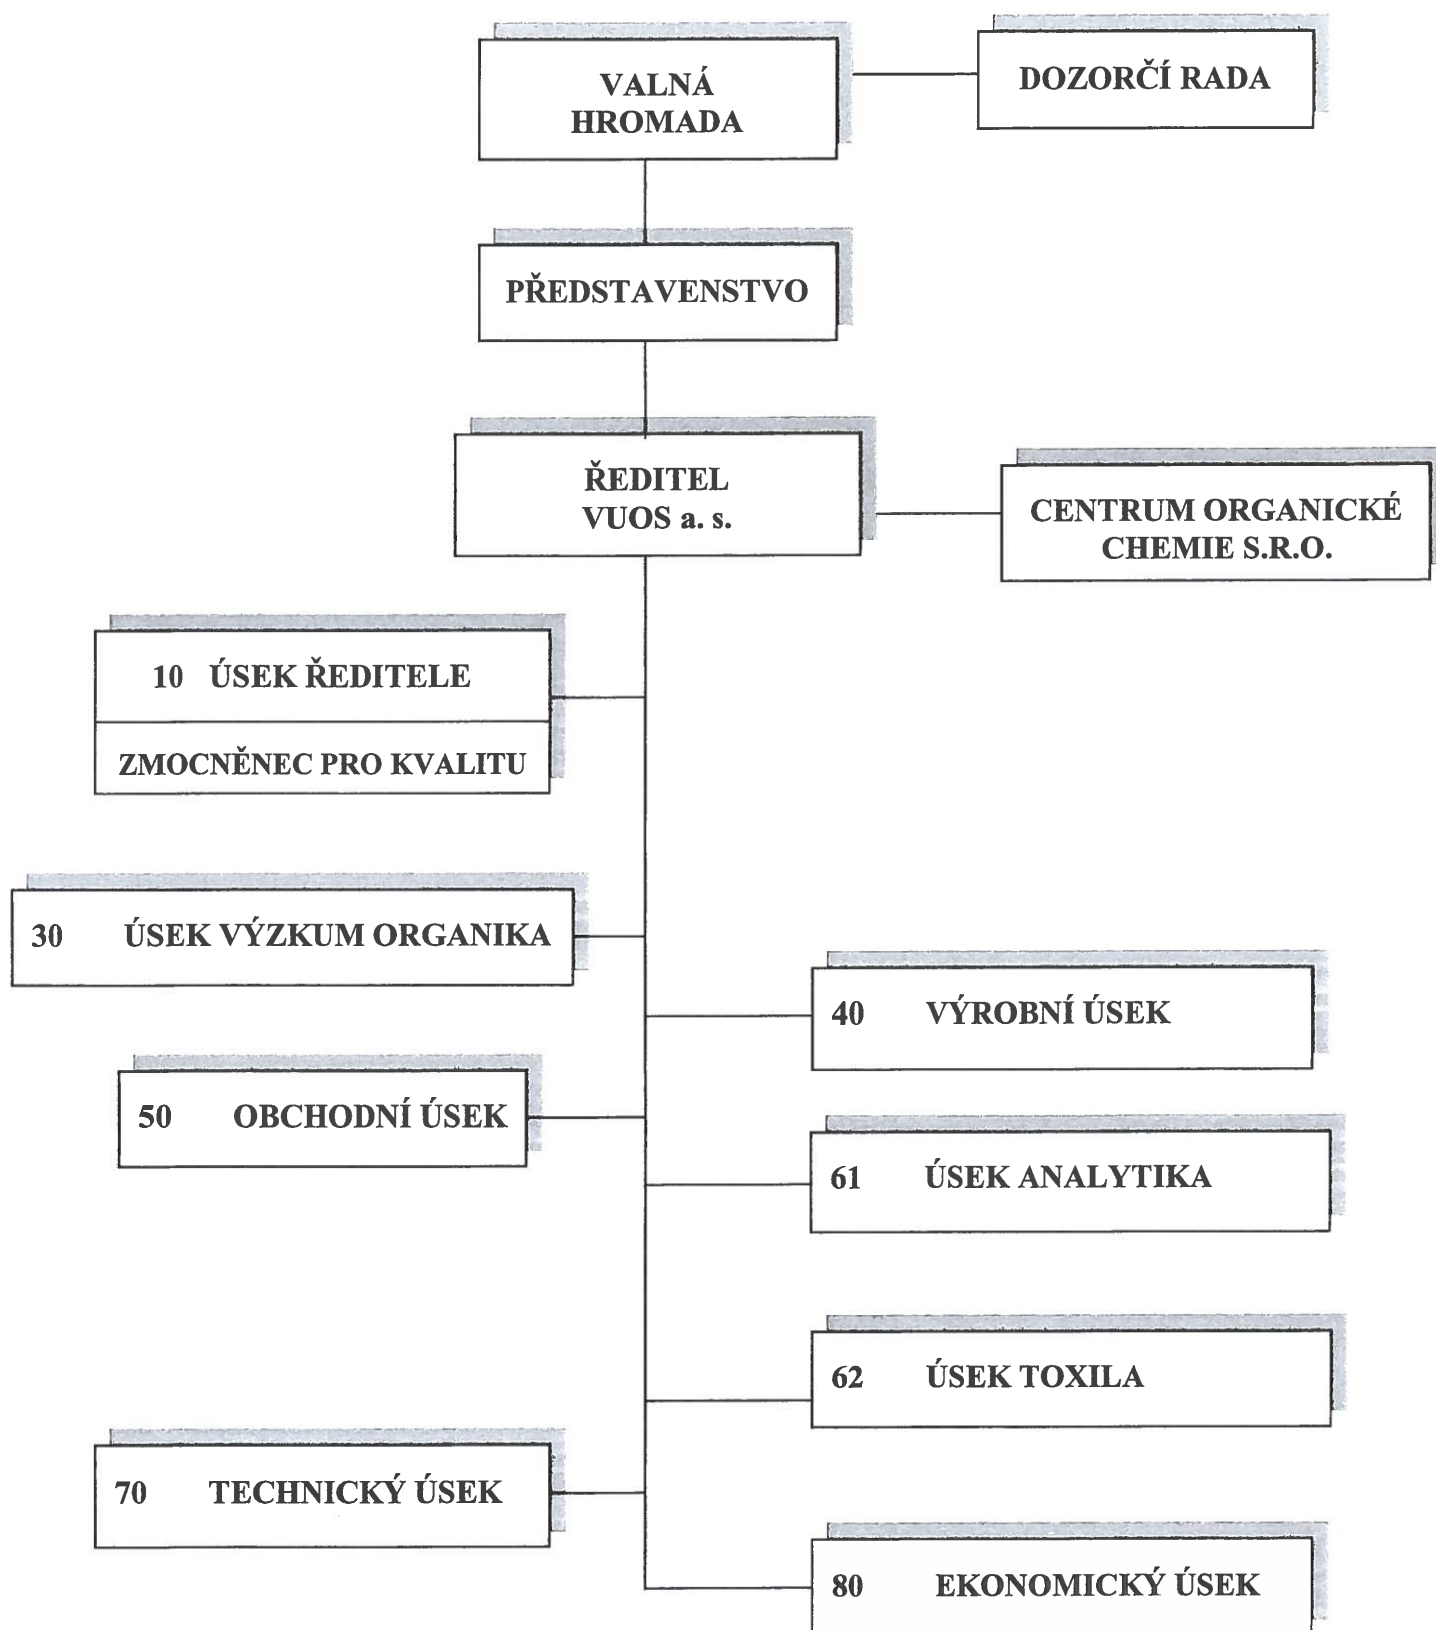 VALNÁ
HROMADA
DOZORČÍ RADA
PŘEDSTAVENSTVO
ŘEDITEL
VUOS a. s.
CENTRUM ORGANICKÉ
CHEMIE S.R.O.
10 ÚSEK ŘEDITELE
ZMOCNĚNEC PRO KVALITU
30 ÚSEK VÝZKUM ORGANIKA
40 VÝROBNÍ ÚSEK
50 OBCHODNÍ ÚSEK
61 ÚSEK ANALYTIKA
62 ÚSEK TOXILA
70 TECHNICKÝ ÚSEK
80 EKONOMICKÝ ÚSEK